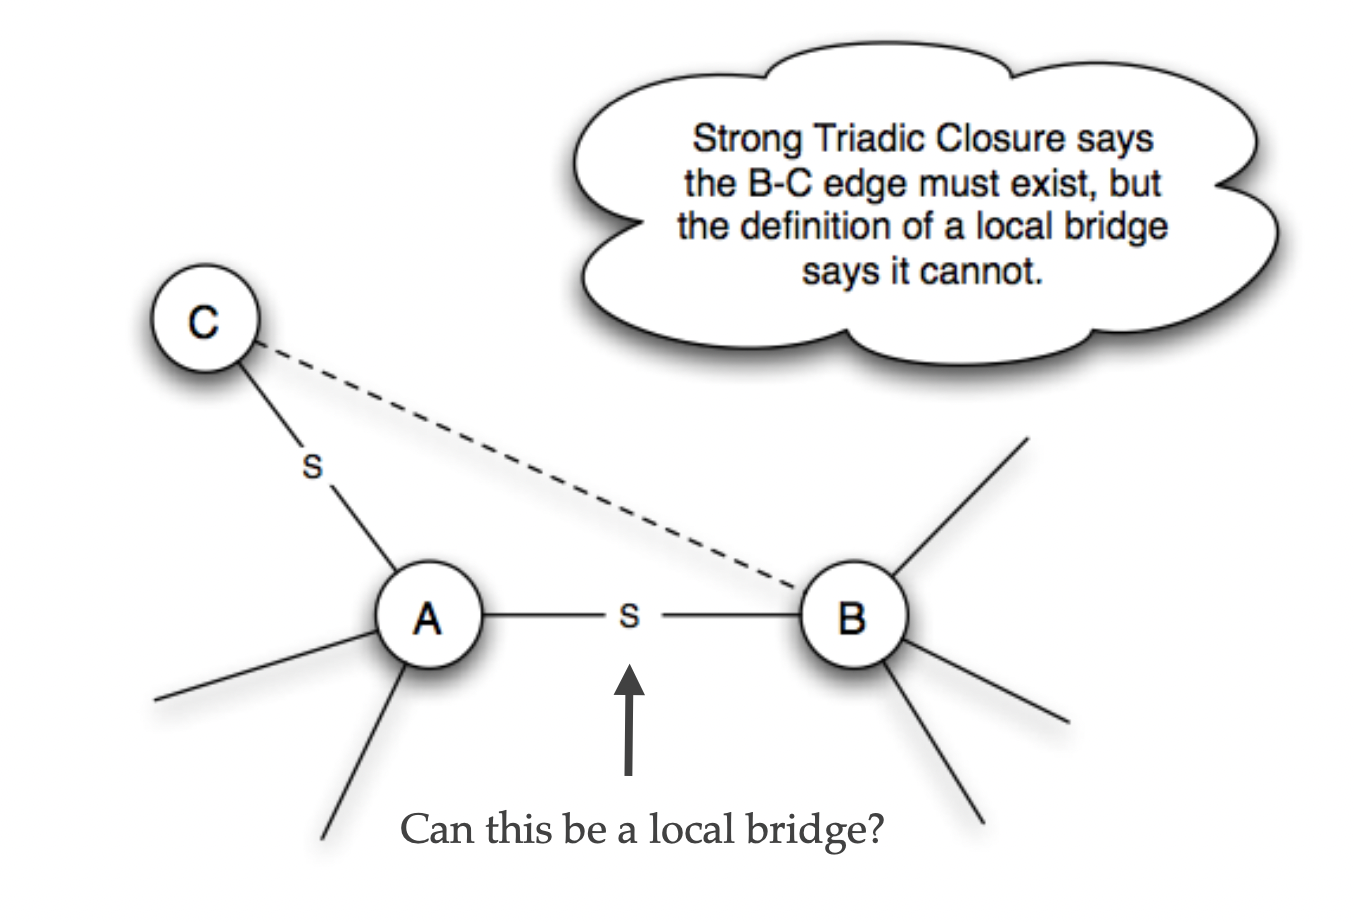 Strong Triadic Closure says
the B-C edge must exist, but
the definition of a local bridge
says it cannot.
C
S
A
S
B
Can this be a local bridge?